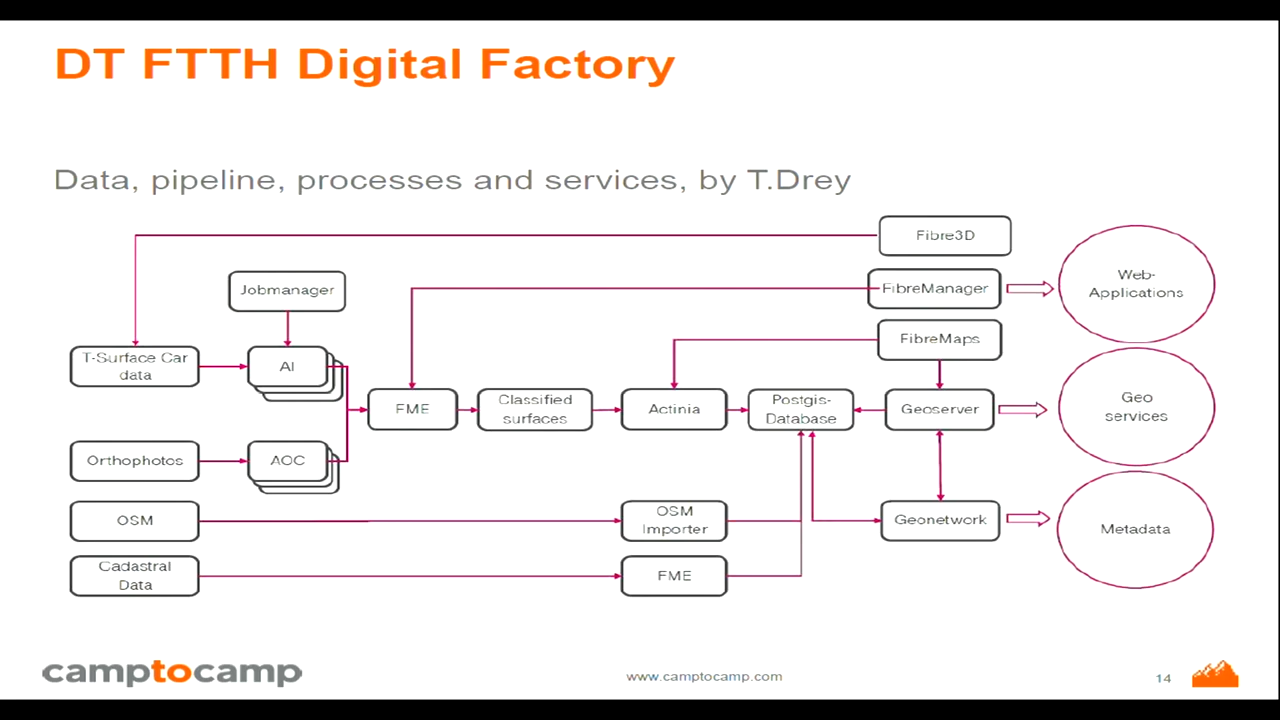 DT FTTH Digital Factory
Data, pipeline, processes and services, by T.Drey
Fibre3D
Jobmanager
FibreManager
Web-
Applications
T-Surface Car
data
AI
FibreMaps
FME
Classified
surfaces
Actinia
Postgis-
Database
Geoserver
Geo
services
Orthophotos
AOC
OSM
OSM
Importer
Geonetwork
Metadata
Cadastral
Data
FME
camptocamp
www.camptocamp.com
14